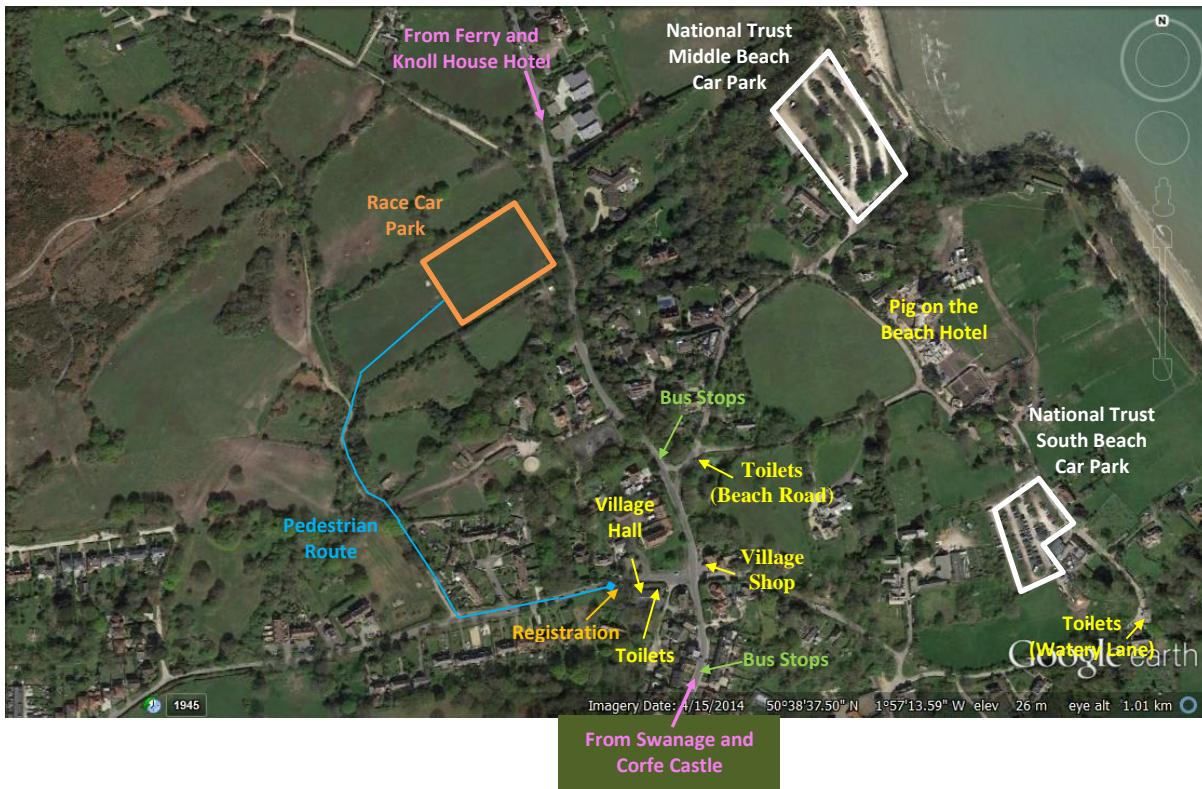 From Ferry and
Knoll House Hotel
National Trust
Middle Beach
Car Park
N
Race Car
Park
Pig on the
Beach Hotel
Bus Stops
National Trust
South Beach
Car Park
Toilets
(Beach Road)
Village
Hall
Pedestrian
Route
Village
Shop
Registration
Toilets
Bus Stops
Toilets
(Watery Lane)
Google earth
1945
Imagery Date: 4/15/2014 50°38'37.50" N 1°57'13.59" W elev 26 m eye alt 1.01 km
From Swanage and
Corfe Castle